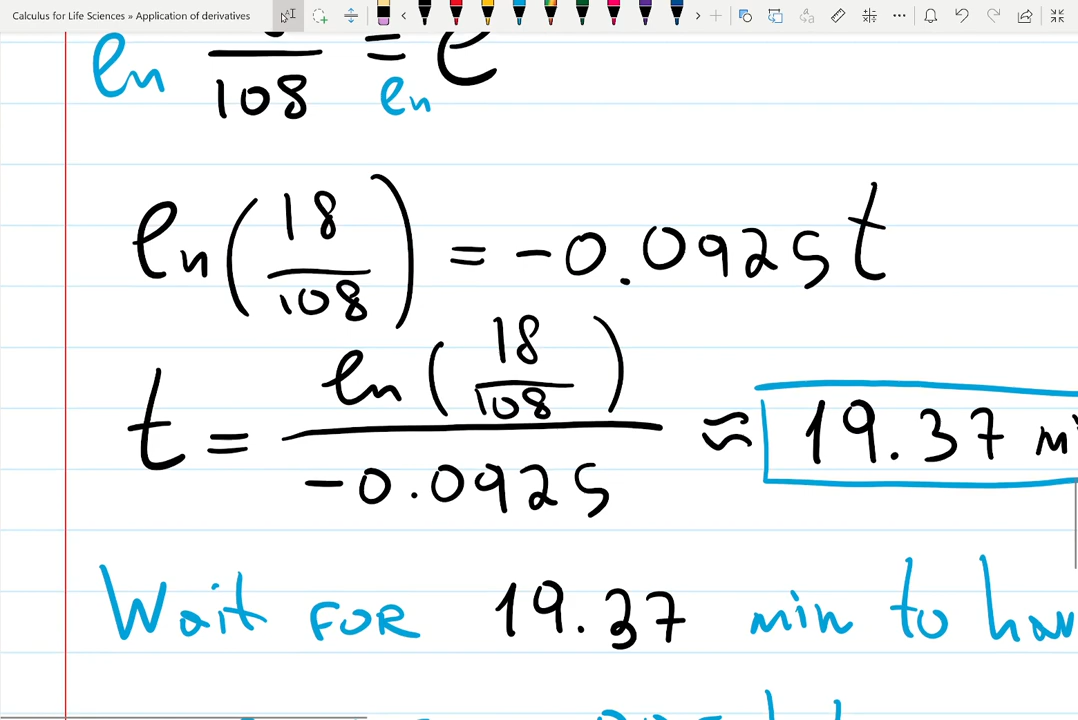 Calculus for Life Sciences » Application of derivatives
ln /108 = e
ln
ln(18/108) = -0.0925t
t = ln(18/108)/-0.0925 ≈ 19.37
Wait FOR 19.37 min to